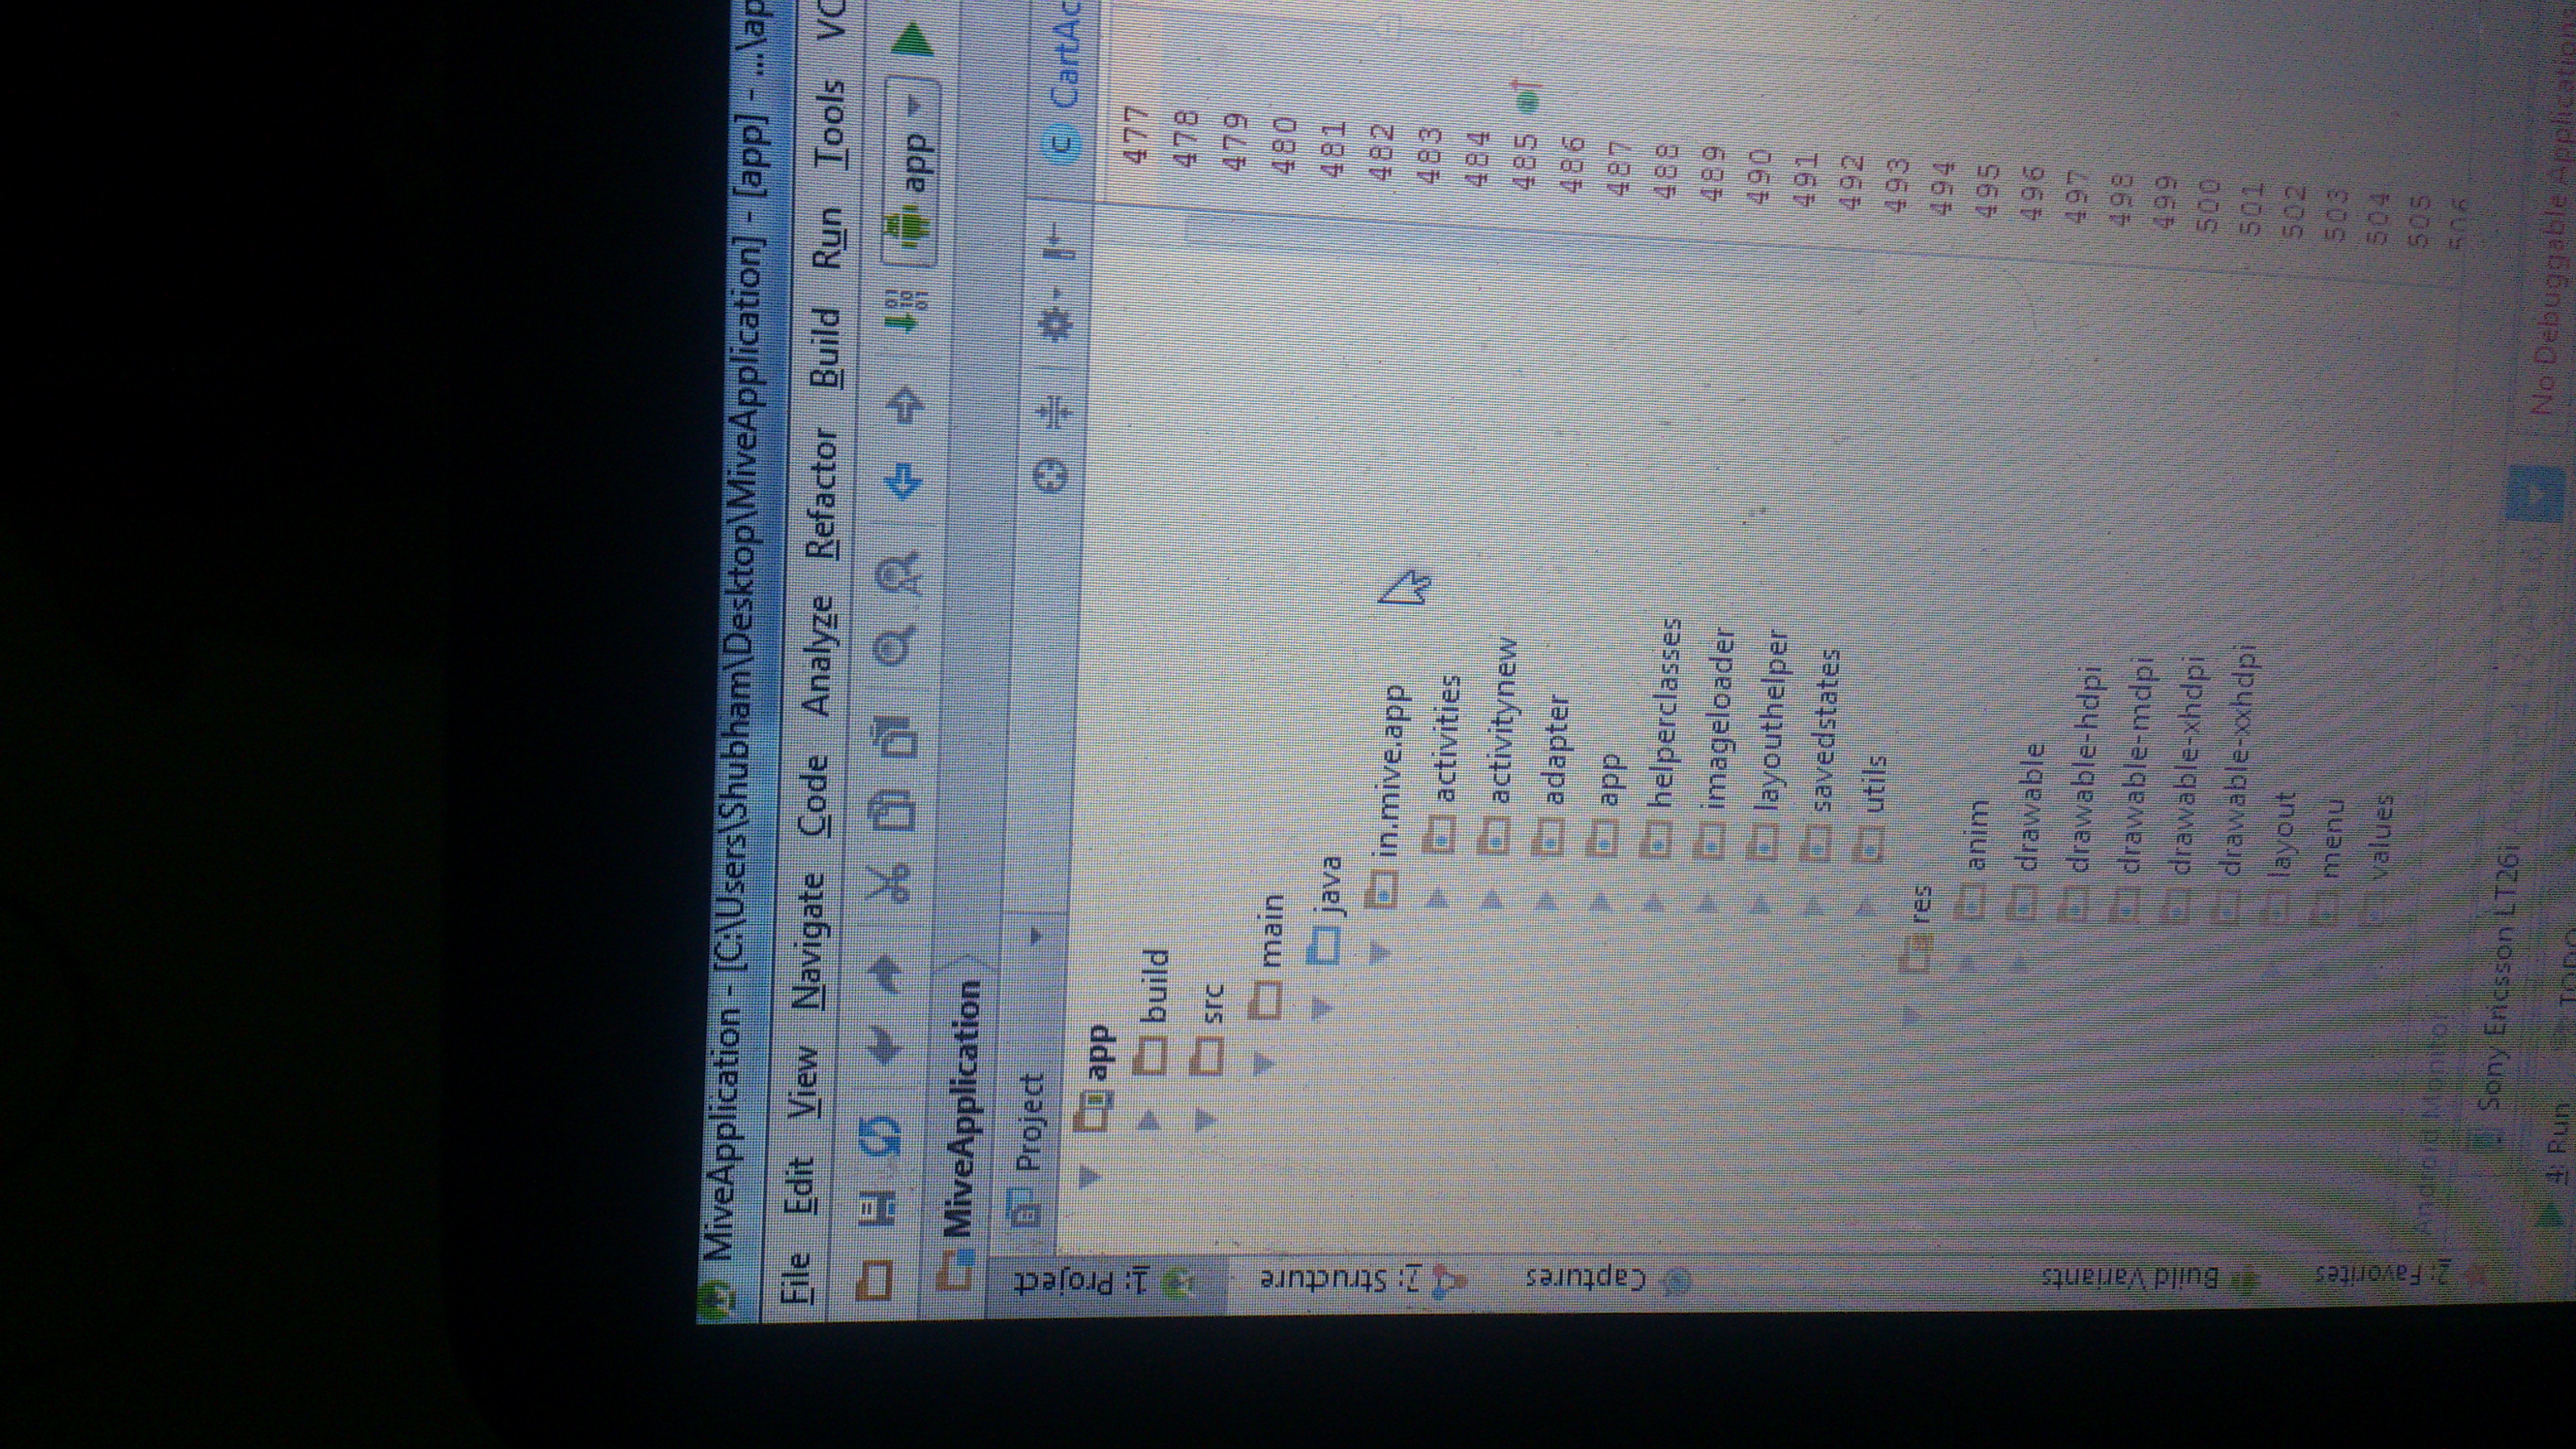 MiveApplication - [C:\Users\Shubham\Desktop\MiveApplication] - [app] - ...\ap
File Edit View Navigate Code Analyze Refactor Build Run Tools VC
app
MiveApplication
Project
CartAc
1: Project
7: Structure
Captures
Build Variants
2: Favorites
app
build
src
main
java
in.mive.app
activities
activitynew
adapter
app
helperclasses
imageloader
layouthelper
savedstates
utils
res
anim
drawable
drawable-hdpi
drawable-mdpi
drawable-xhdpi
drawable-xxhdpi
layout
menu
values
477
478
479
480
481
482
483
484
485
486
487
488
489
490
491
492
493
494
495
496
497
498
499
500
501
502
503
504
505
506
Android Monitor
Sony Ericsson LT26i
No Debuggable Application
4: Run
TODO